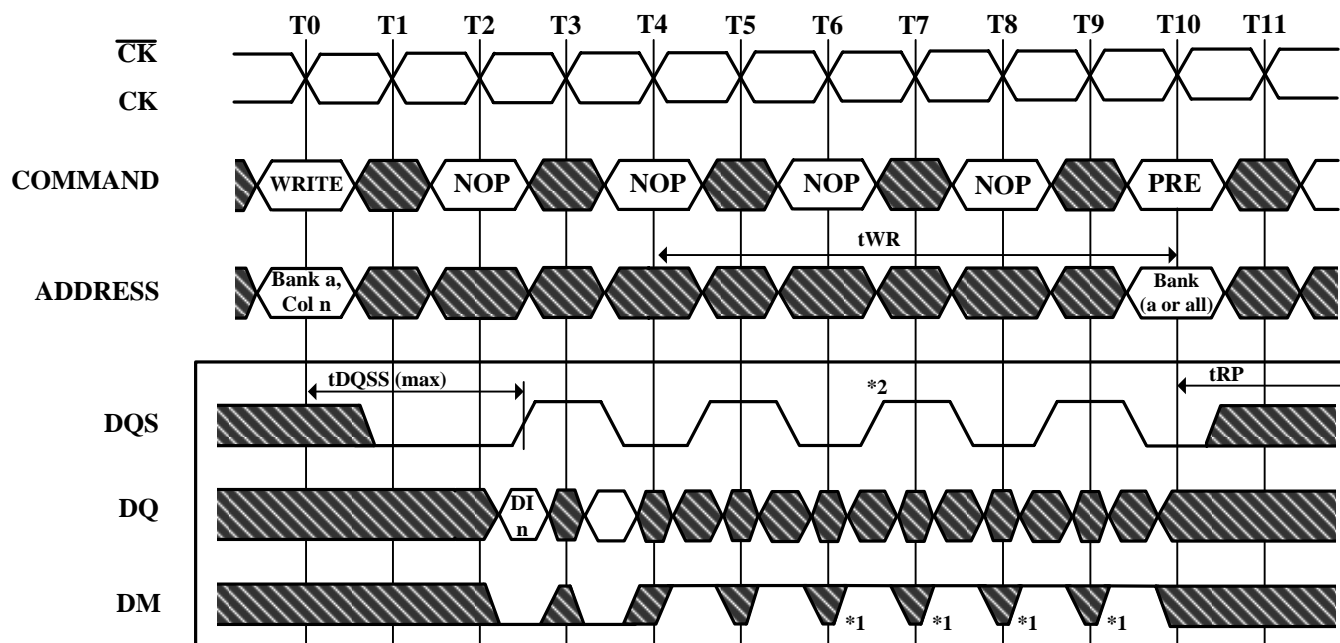 T0 T1 T2 T3 T4 T5 T6 T7 T8 T9 T10 T11
CK
CK
COMMAND WRITE NOP NOP NOP NOP PRE
tWR
ADDRESS Bank a, Col n Bank (a or all)
tDQSS (max) *2 tRP
DQS
DQ DI n
DM *1 *1 *1 *1